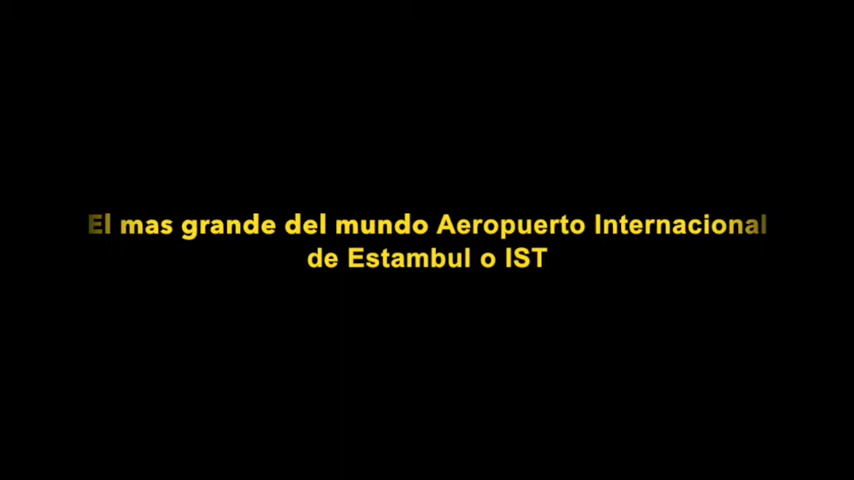 El mas grande del mundo Aeropuerto Internacional
de Estambul o IST